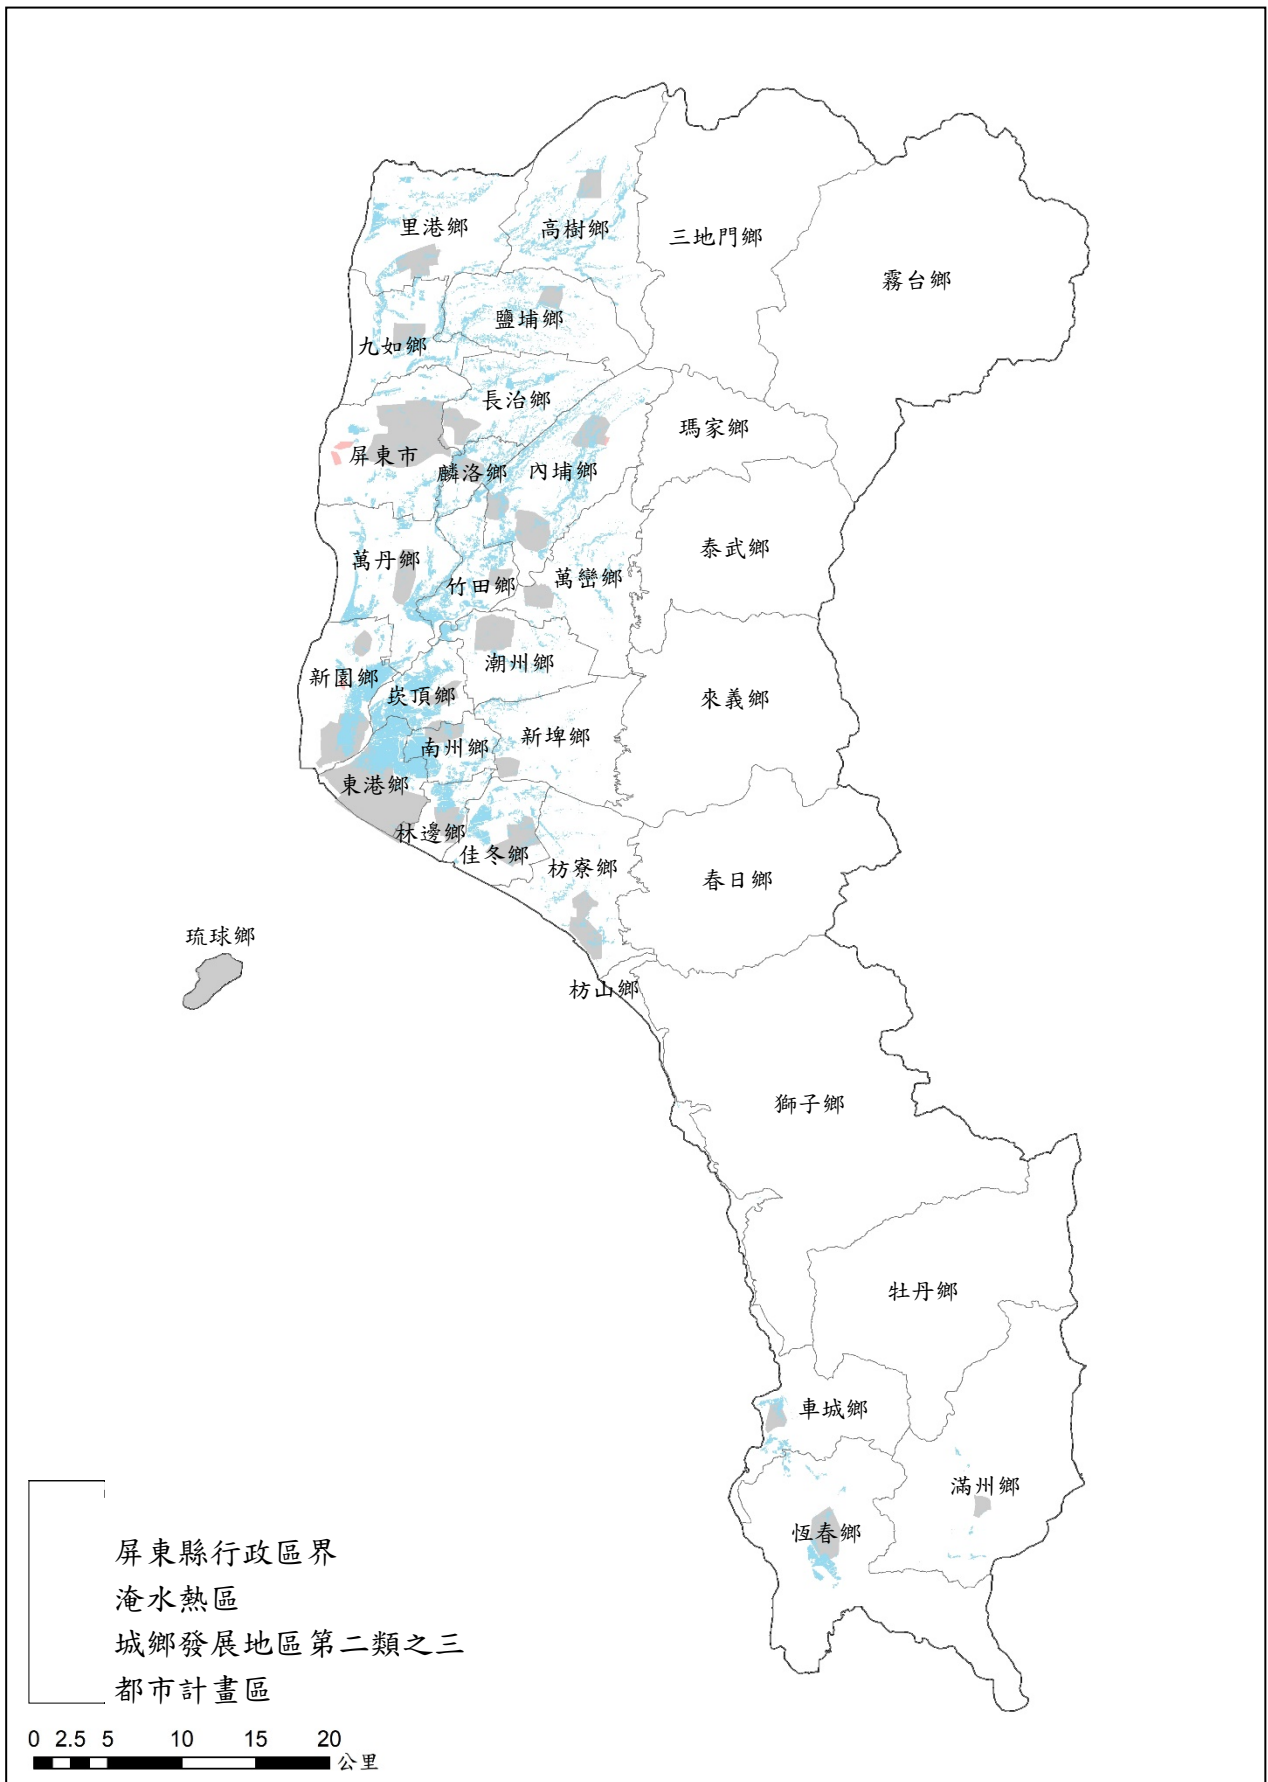 里港鄉
高樹鄉
三地門鄉
霧台鄉
鹽埔鄉
九如鄉
長治鄉
瑪家鄉
屏東市
麟洛鄉
內埔鄉
泰武鄉
萬丹鄉
竹田鄉
萬巒鄉
潮州鄉
新園鄉
崁頂鄉
來義鄉
南州鄉
新埤鄉
東港鄉
林邊鄉
佳冬鄉
枋寮鄉
春日鄉
琉球鄉
枋山鄉
獅子鄉
牡丹鄉
車城鄉
滿州鄉
恆春鄉
屏東縣行政區界
淹水熱區
城鄉發展地區第二類之三
都市計畫區
0 2.5 5 10 15 20
公里